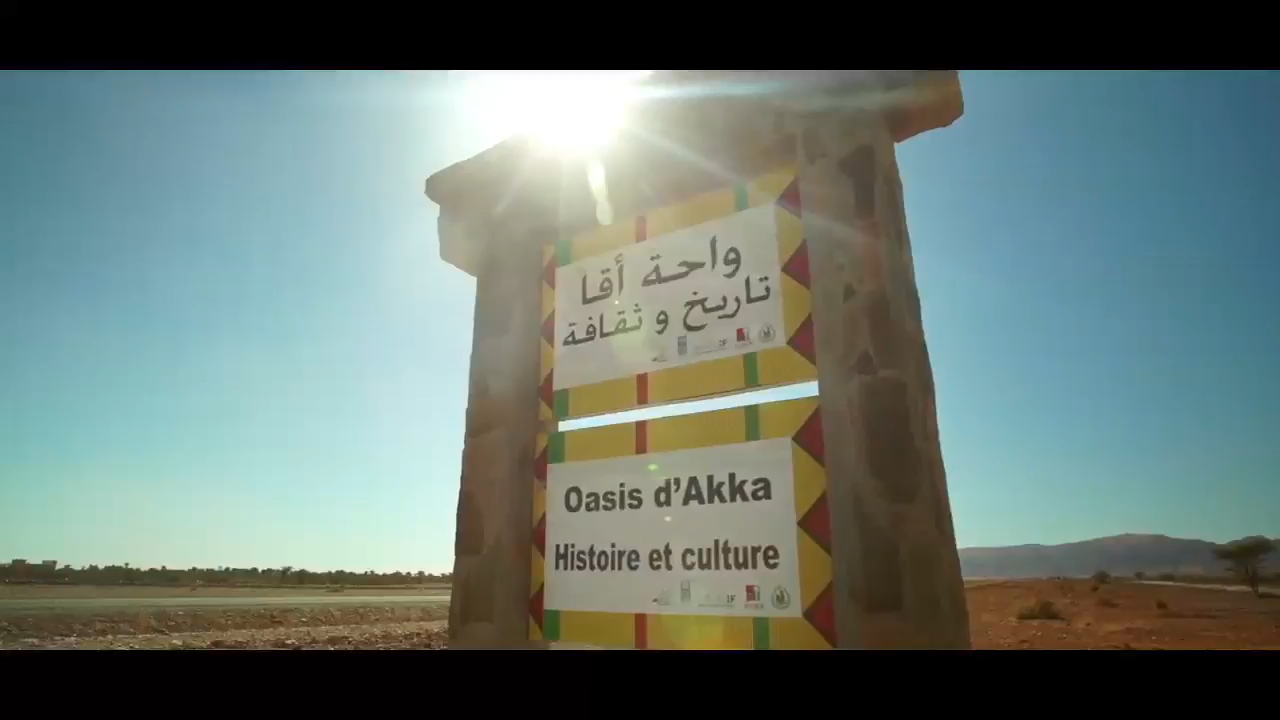 واحة أقا
تاريخ و ثقافة
Oasis d'Akka
Histoire et culture